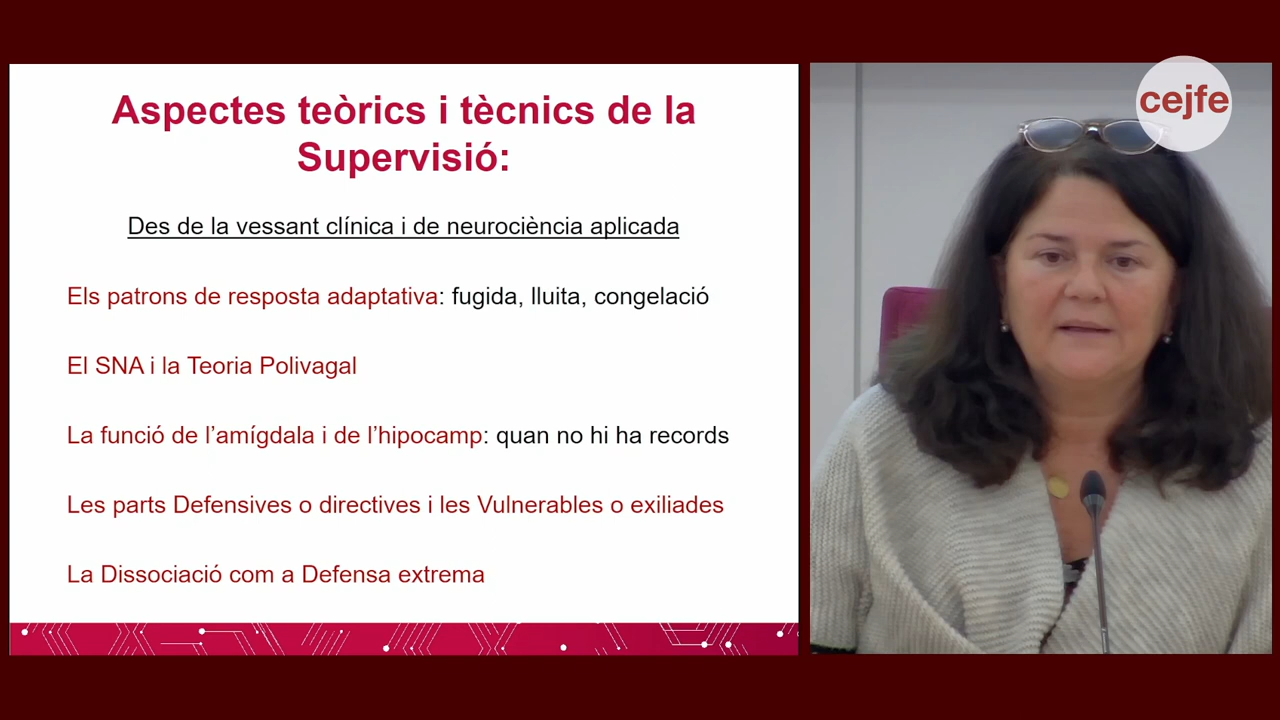 Aspectes teòrics i tècnics de la
Supervisió:
Des de la vessant clínica i de neurociència aplicada
Els patrons de resposta adaptativa: fugida, lluita, congelació
El SNA i la Teoria Polivagal
La funció de l’amígdala i de l’hipocamp: quan no hi ha records
Les parts Defensives o directives i les Vulnerables o exiliades
La Dissociació com a Defensa extrema
cejfe